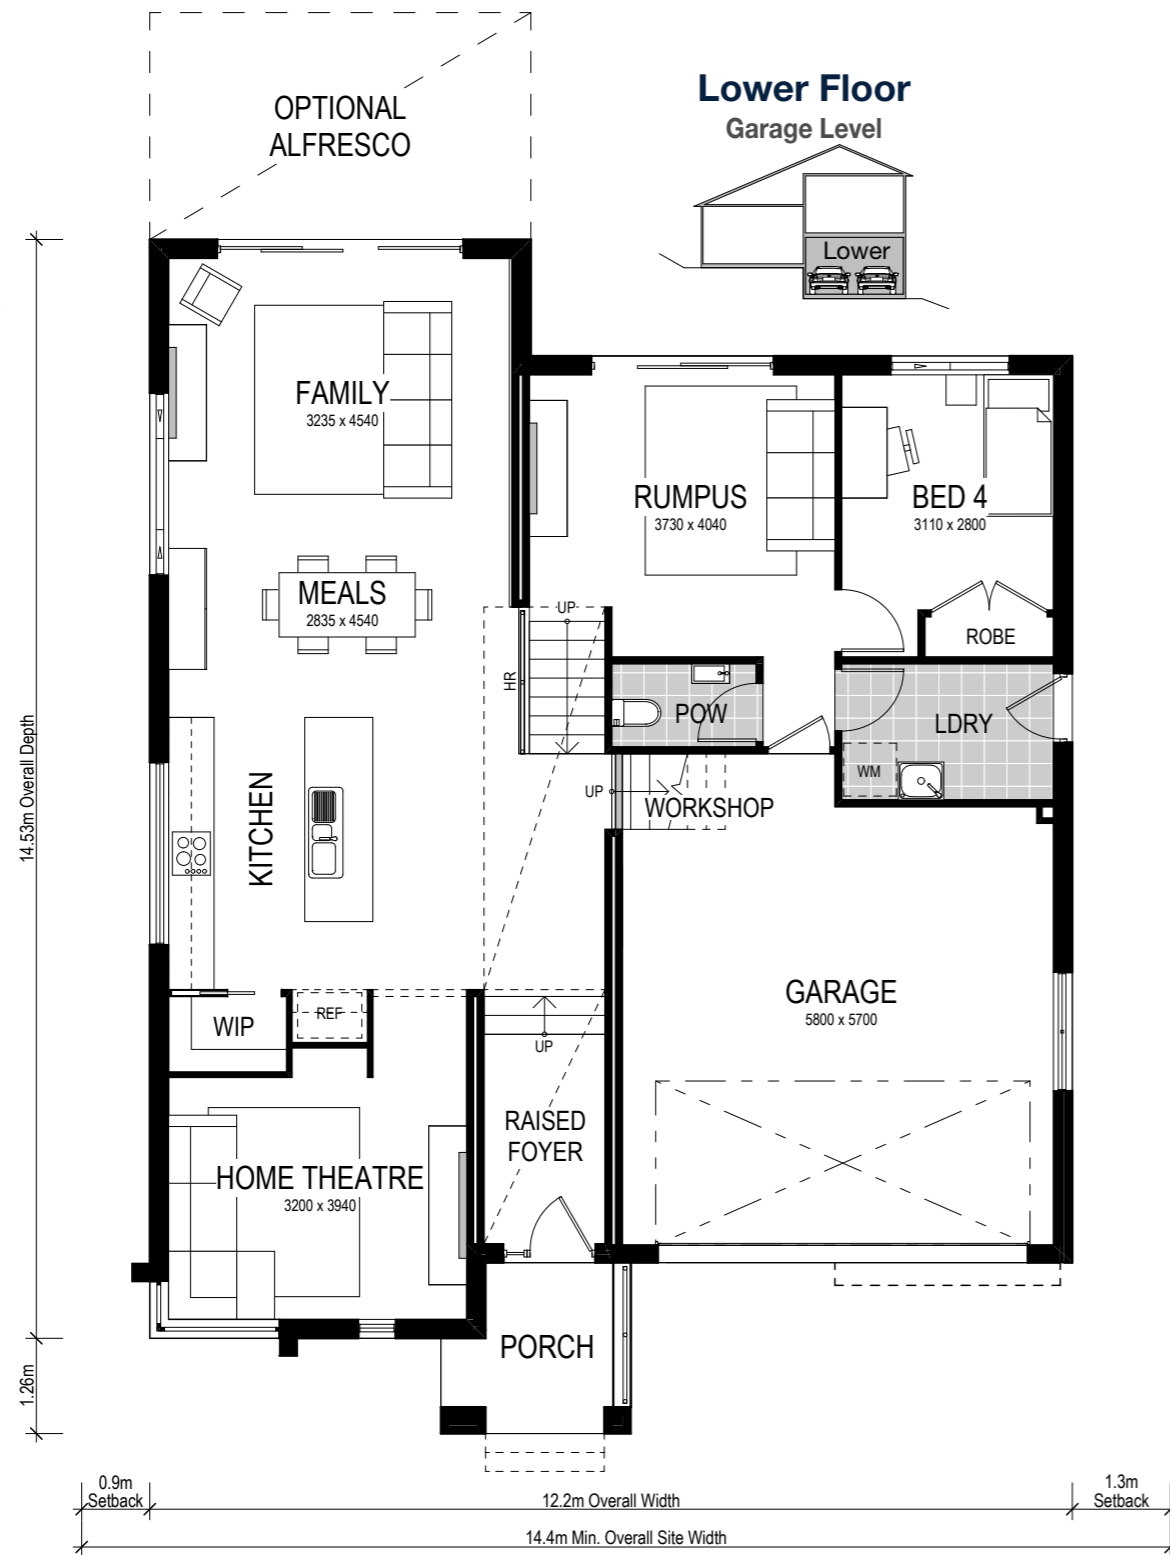 OPTIONAL
ALFRESCO
Lower Floor
Garage Level
Lower
FAMILY
3235 x 4540
RUMPUS
3730 x 4040
BED 4
3110 x 2800
MEALS
2835 x 4540
UP
ROBE
HR
POW
LDRY
WM
UP
WORKSHOP
KITCHEN
14.53m Overall Depth
GARAGE
5800 x 5700
WIP
REF
UP
RAISED
FOYER
HOME THEATRE
3200 x 3940
PORCH
1.26m
0.9m
Setback
12.2m Overall Width
1.3m
Setback
14.4m Min. Overall Site Width